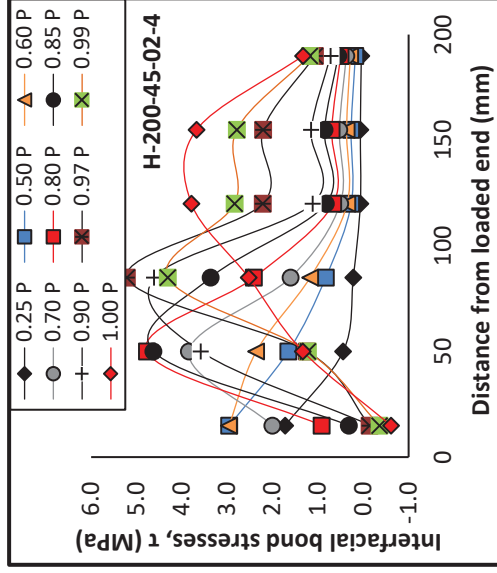 0.25 P 0.50 P 0.60 P
0.70 P 0.80 P 0.85 P
0.90 P 0.97 P 0.99 P
1.00 P
H-200-45-02-4
6.0
5.0
4.0
3.0
2.0
1.0
0.0
-1.0
Interfacial bond stresses, τ (MPa)
0 50 100 150 200
Distance from loaded end (mm)